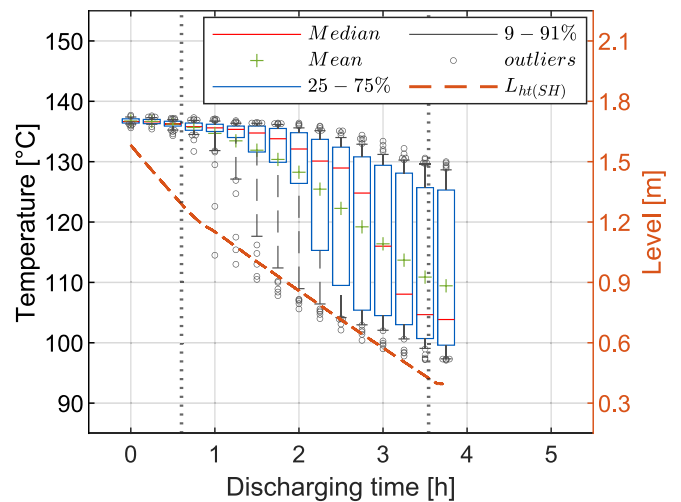 Median
9 − 91%
Mean
outliers
25 − 75%
L_{ht(SH)}
150
140
130
120
110
100
90
Temperature [°C]
2.1
1.8
1.5
1.2
0.9
0.6
0.3
Level [m]
0 1 2 3 4 5
Discharging time [h]